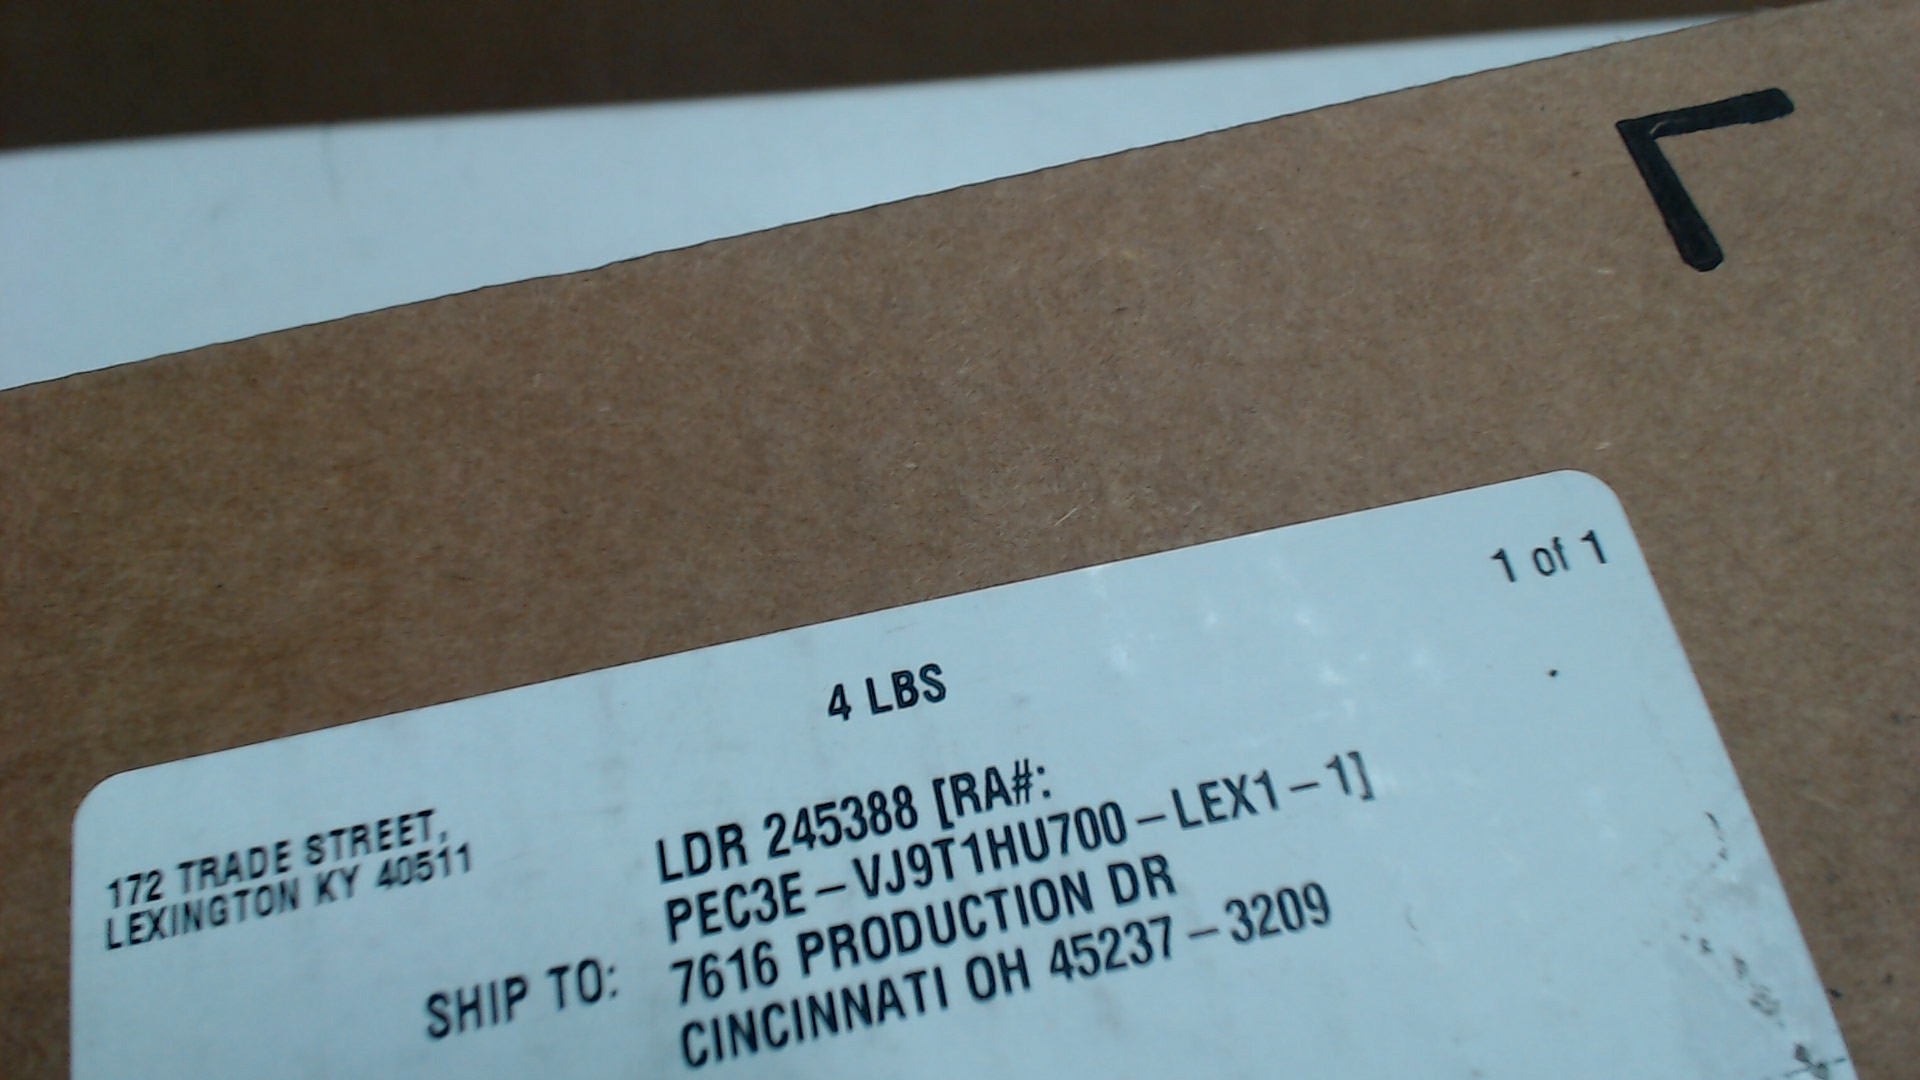 1 of 1
4 LBS
172 TRADE STREET,
LEXINGTON KY 40511
SHIP TO:
LDR 245388 [RA#:
PEC3E-VJ9T1HU700-LEX1-1]
7616 PRODUCTION DR
CINCINNATI OH 45237-3209